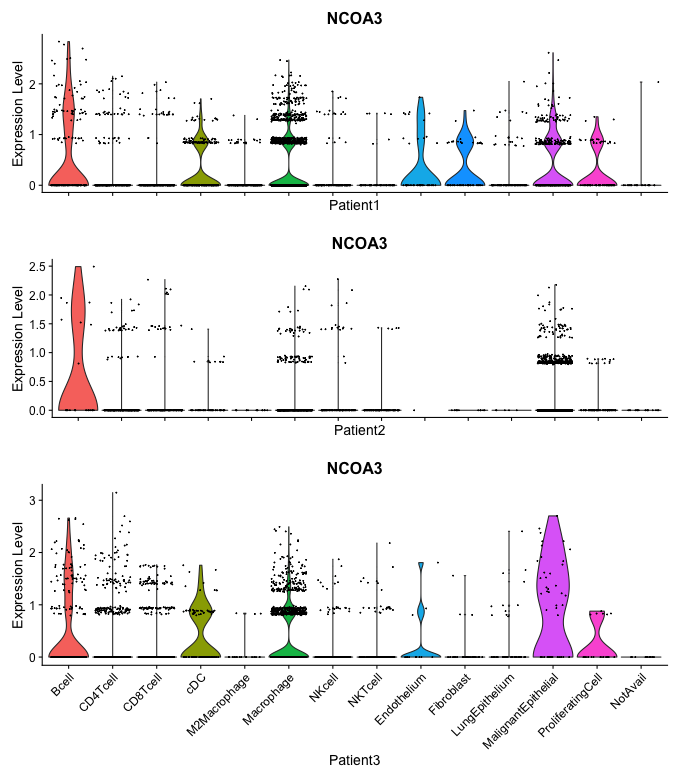 NCOA3
Expression Level
2
1
0
Patient1
NCOA3
Expression Level
2.5
2.0
1.5
1.0
0.5
0.0
Patient2
NCOA3
Expression Level
3
2
1
0
Bcell
CD4Tcell
CD8Tcell
cDC
M2Macrophage
Macrophage
NKcell
NKTcell
Endothelium
Fibroblast
LungEpithelium
MalignantEpithelial
ProliferatingCell
NotAvail
Patient3